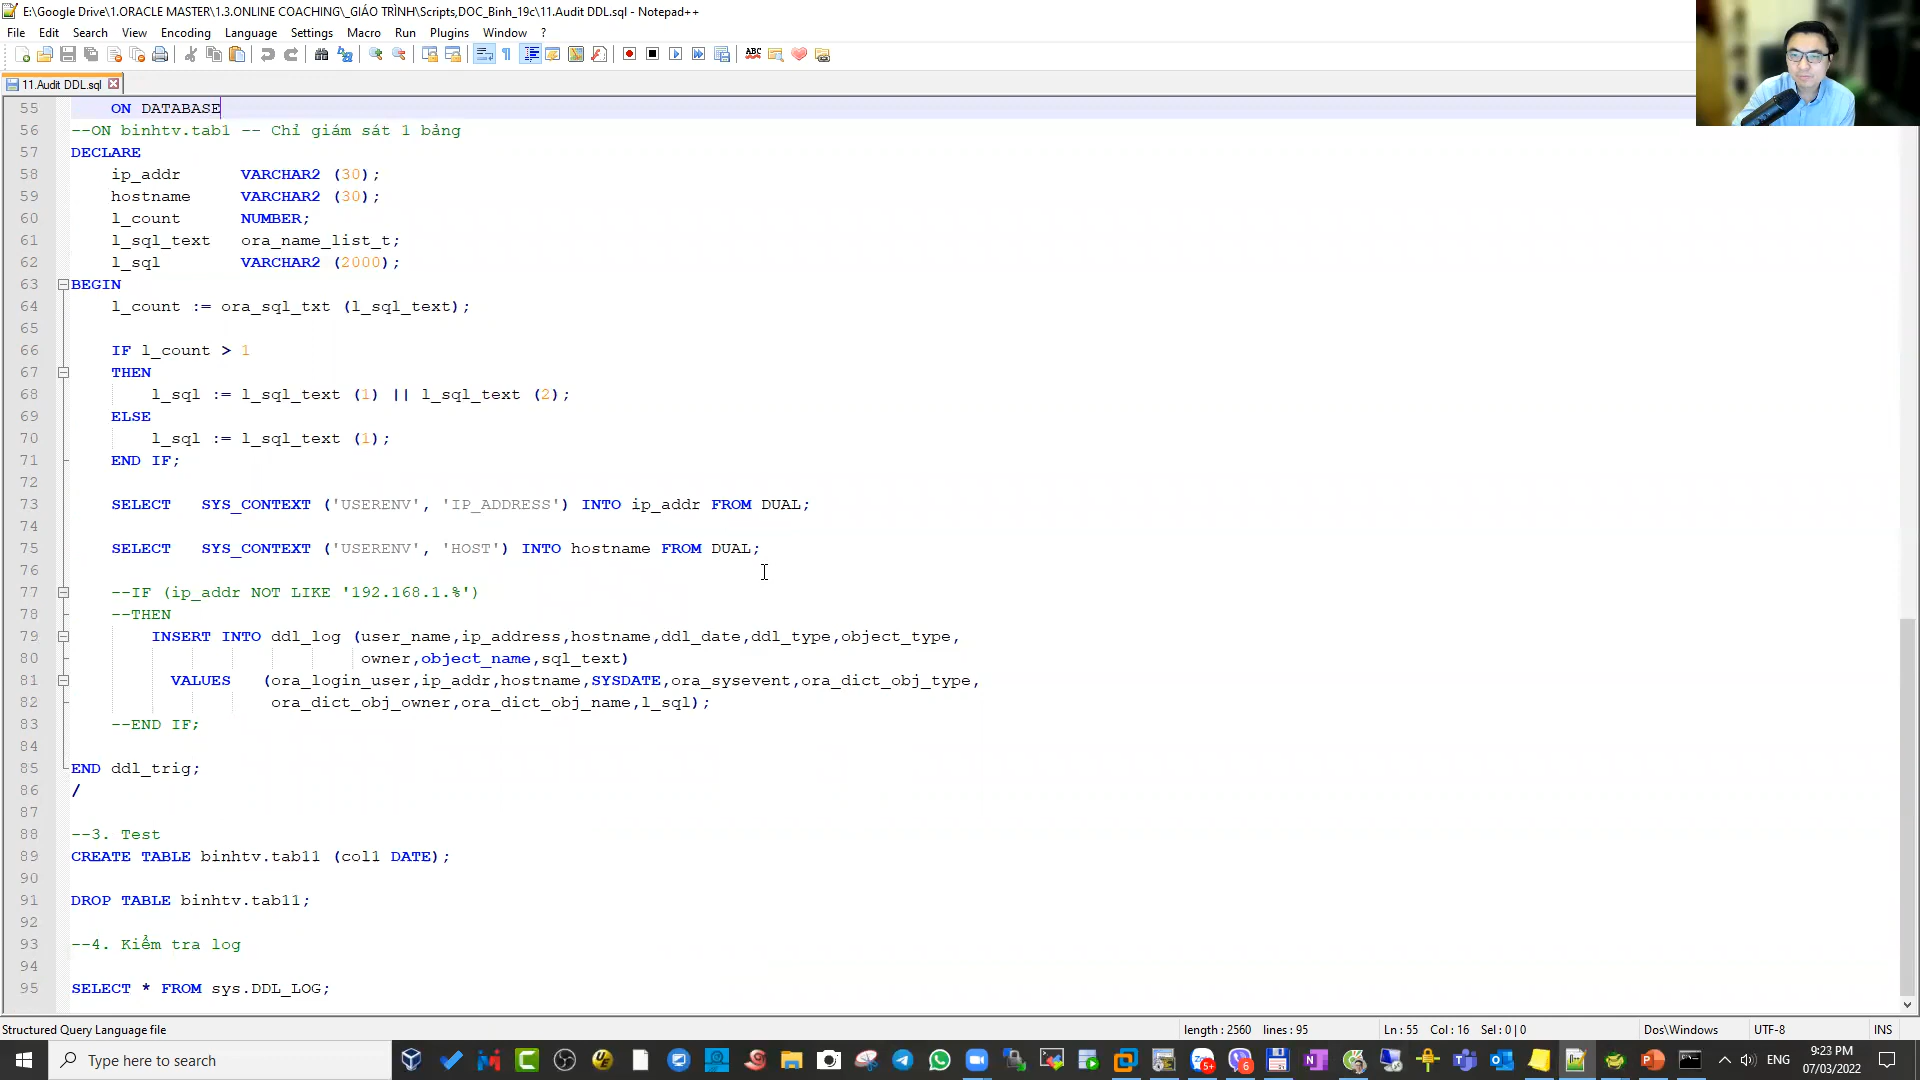 E:\Google Drive\1.ORACLE MASTER\1.3.ONLINE COACHING\_GIÁO TRÌNH\Scripts,DOC_Binh_19c\11.Audit DDL.sql - Notepad++
File Edit Search View Encoding Language Settings Tools Macro Run Plugins Window ?
11.Audit DDL.sql
55 ON DATABASE
56 --ON binhtv.tab1 -- Chỉ giám sát 1 bảng
57 DECLARE
58 ip_addr VARCHAR2 (30);
59 hostname VARCHAR2 (30);
60 l_count NUMBER;
61 l_sql_text ora_name_list_t;
62 l_sql VARCHAR2 (2000);
63 BEGIN
64 l_count := ora_sql_txt (l_sql_text);
65
66 IF l_count > 1
67 THEN
68 l_sql := l_sql_text (1) || l_sql_text (2);
69 ELSE
70 l_sql := l_sql_text (1);
71 END IF;
72
73 SELECT SYS_CONTEXT ('USERENV', 'IP_ADDRESS') INTO ip_addr FROM DUAL;
74
75 SELECT SYS_CONTEXT ('USERENV', 'HOST') INTO hostname FROM DUAL;
76
77 --IF (ip_addr NOT LIKE '192.168.1.%')
78 --THEN
79 INSERT INTO ddl_log (user_name,ip_address,hostname,ddl_date,ddl_type,object_type,
80 owner,object_name,sql_text)
81 VALUES (ora_login_user,ip_addr,hostname,SYSDATE,ora_sysevent,ora_dict_obj_type,
82 ora_dict_obj_owner,ora_dict_obj_name,l_sql);
83 --END IF;
84
85 END ddl_trig;
86 /
87
88 --3. Test
89 CREATE TABLE binhtv.tab11 (col1 DATE);
90
91 DROP TABLE binhtv.tab11;
92
93 --4. Kiểm tra log
94
95 SELECT * FROM sys.DDL_LOG;
Structured Query Language file length : 2560 lines : 95 Ln : 55 Col : 16 Sel : 0 | 0 Dos\Windows UTF-8 INS
Type here to search
ENG
9:23 PM
07/03/2022